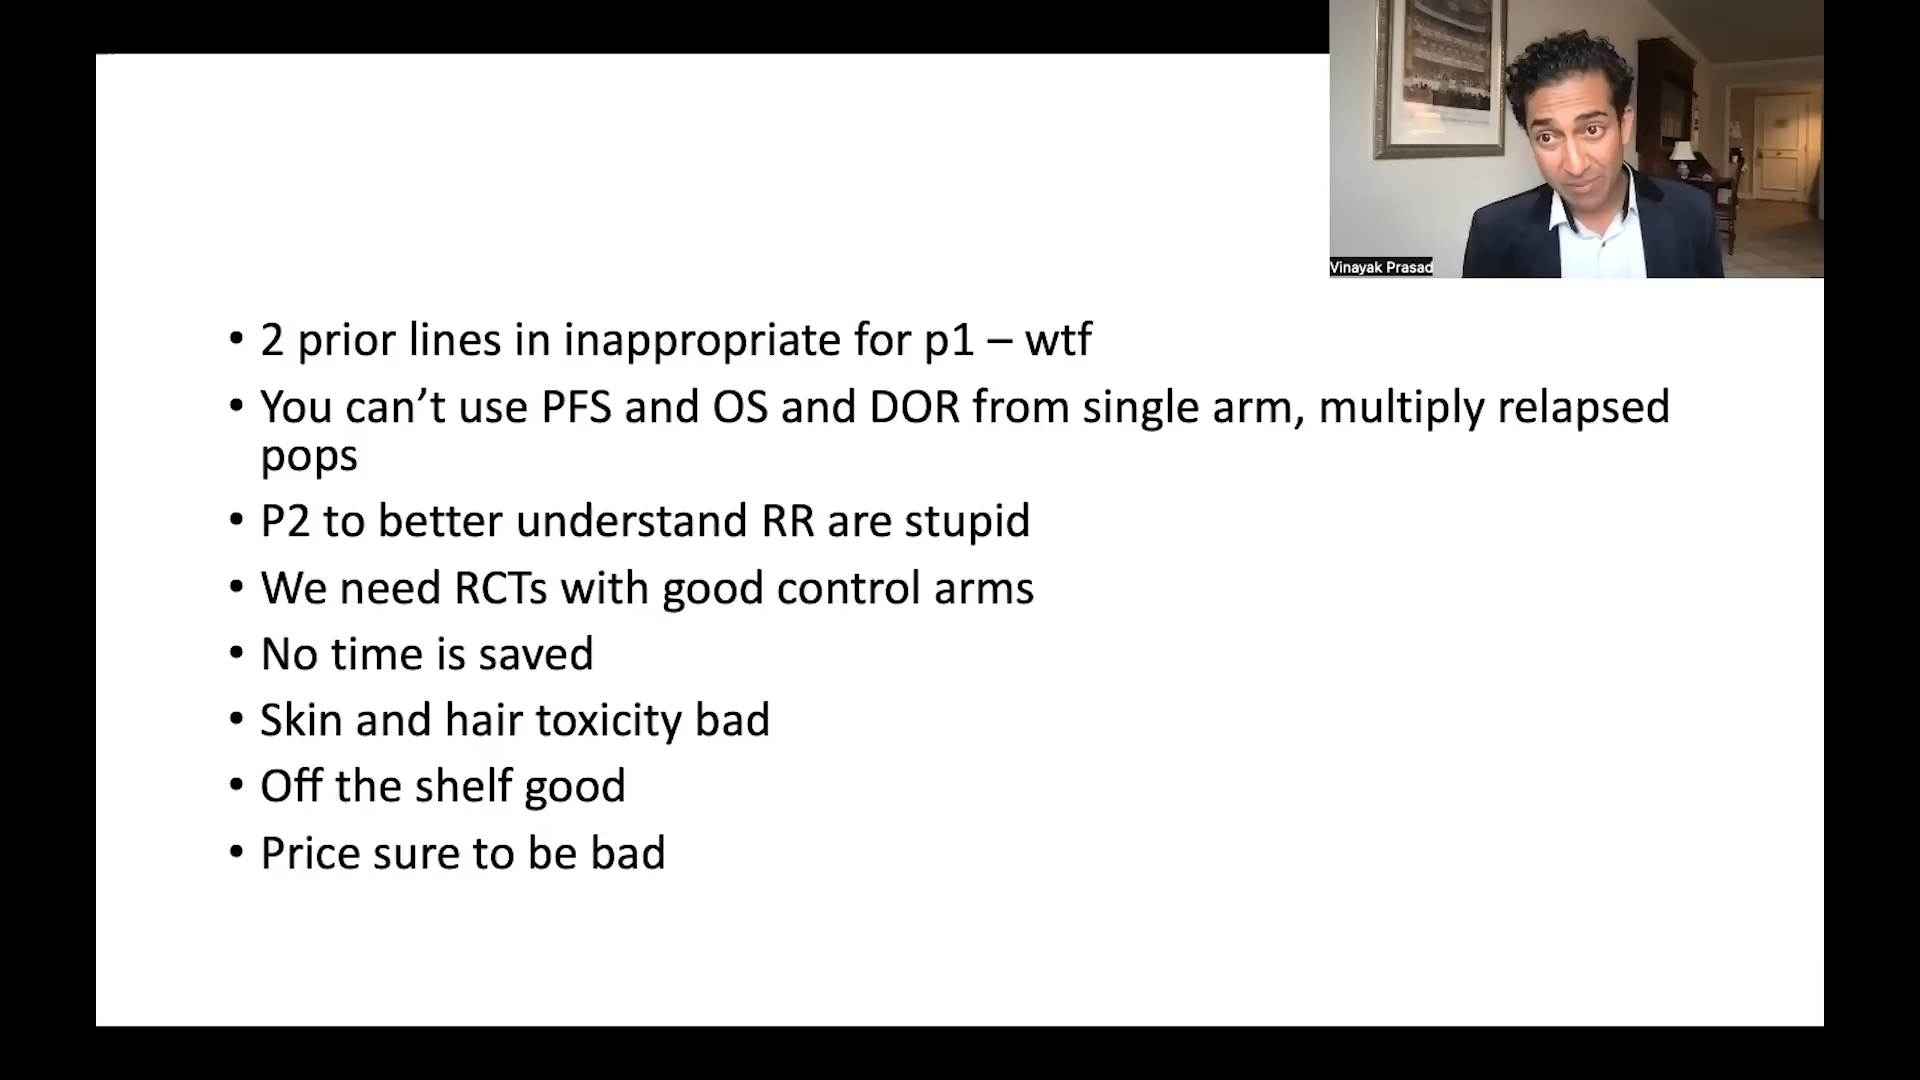 Vinayak Prasad
• 2 prior lines in inappropriate for p1 – wtf
• You can’t use PFS and OS and DOR from single arm, multiply relapsed
pops
• P2 to better understand RR are stupid
• We need RCTs with good control arms
• No time is saved
• Skin and hair toxicity bad
• Off the shelf good
• Price sure to be bad